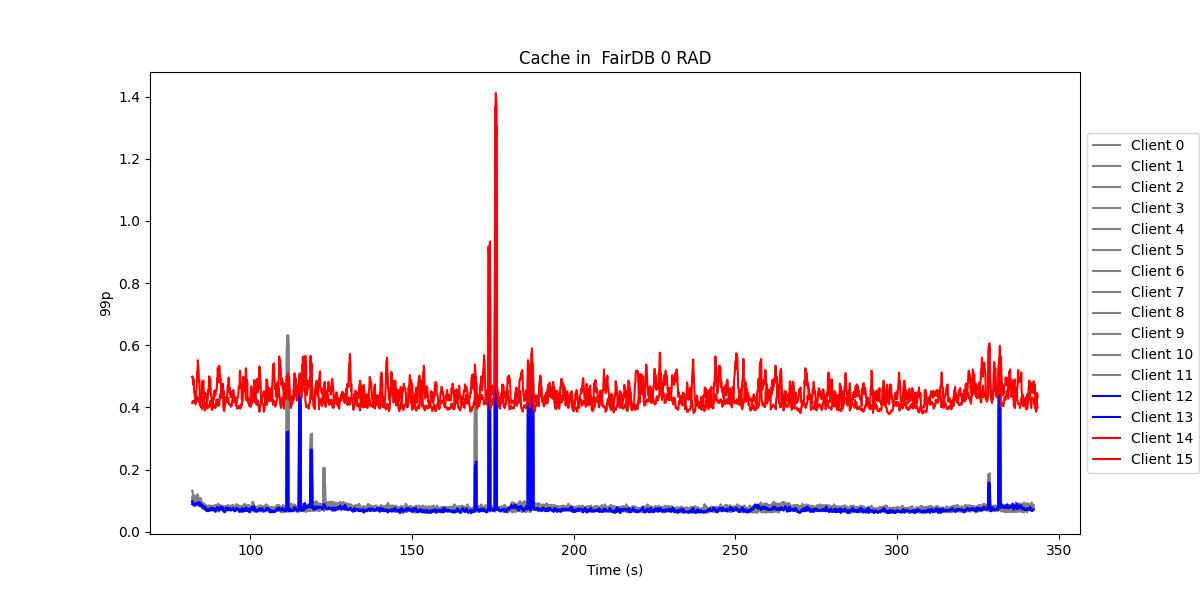 Cache in  FairDB 0 RAD
99p
1.4
1.2
1.0
0.8
0.6
0.4
0.2
0.0
100
150
200
250
300
350
Time (s)
Client 0
Client 1
Client 2
Client 3
Client 4
Client 5
Client 6
Client 7
Client 8
Client 9
Client 10
Client 11
Client 12
Client 13
Client 14
Client 15